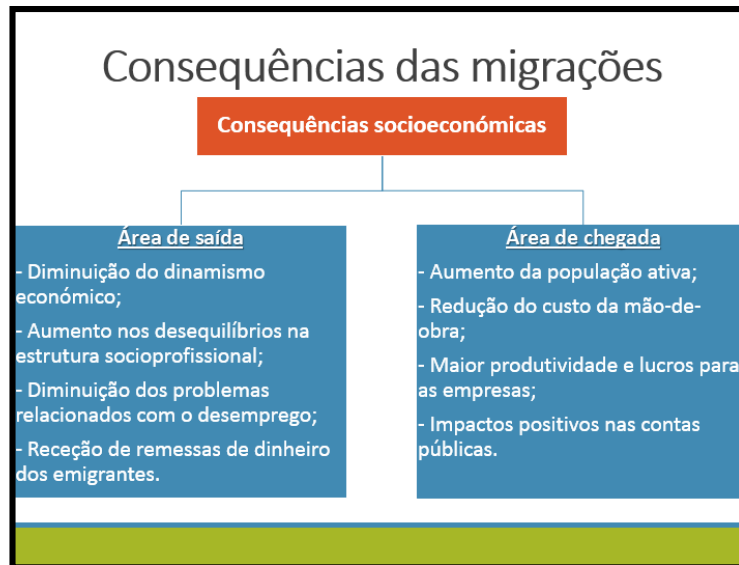 Consequências das migrações
Consequências socioeconómicas
Área de saída
- Diminuição do dinamismo
económico;
- Aumento nos desequilíbrios na
estrutura socioprofissional;
- Diminuição dos problemas
relacionados com o desemprego;
- Receção de remessas de dinheiro
dos emigrantes.
Área de chegada
- Aumento da população ativa;
- Redução do custo da mão-de-
obra;
- Maior produtividade e lucros para
as empresas;
- Impactos positivos nas contas
públicas.